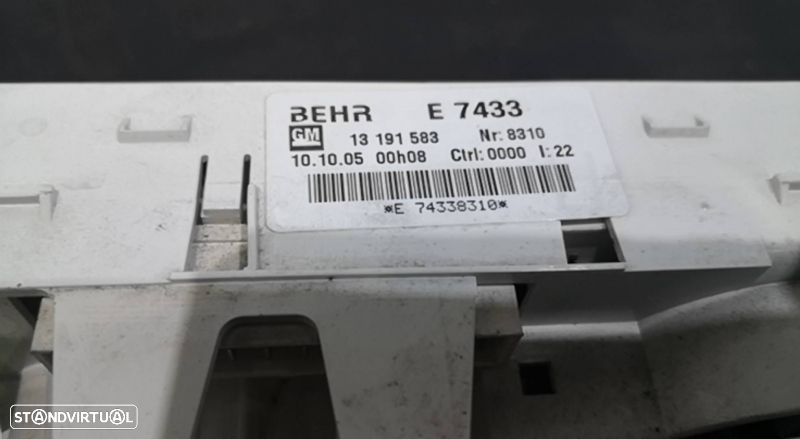 BEHR E 7433
GM 13 191 583 Nr: 8310
10.10.05 00h08 Ctrl: 0000 I: 22
*E 74338310*
STANDVIRTUAL